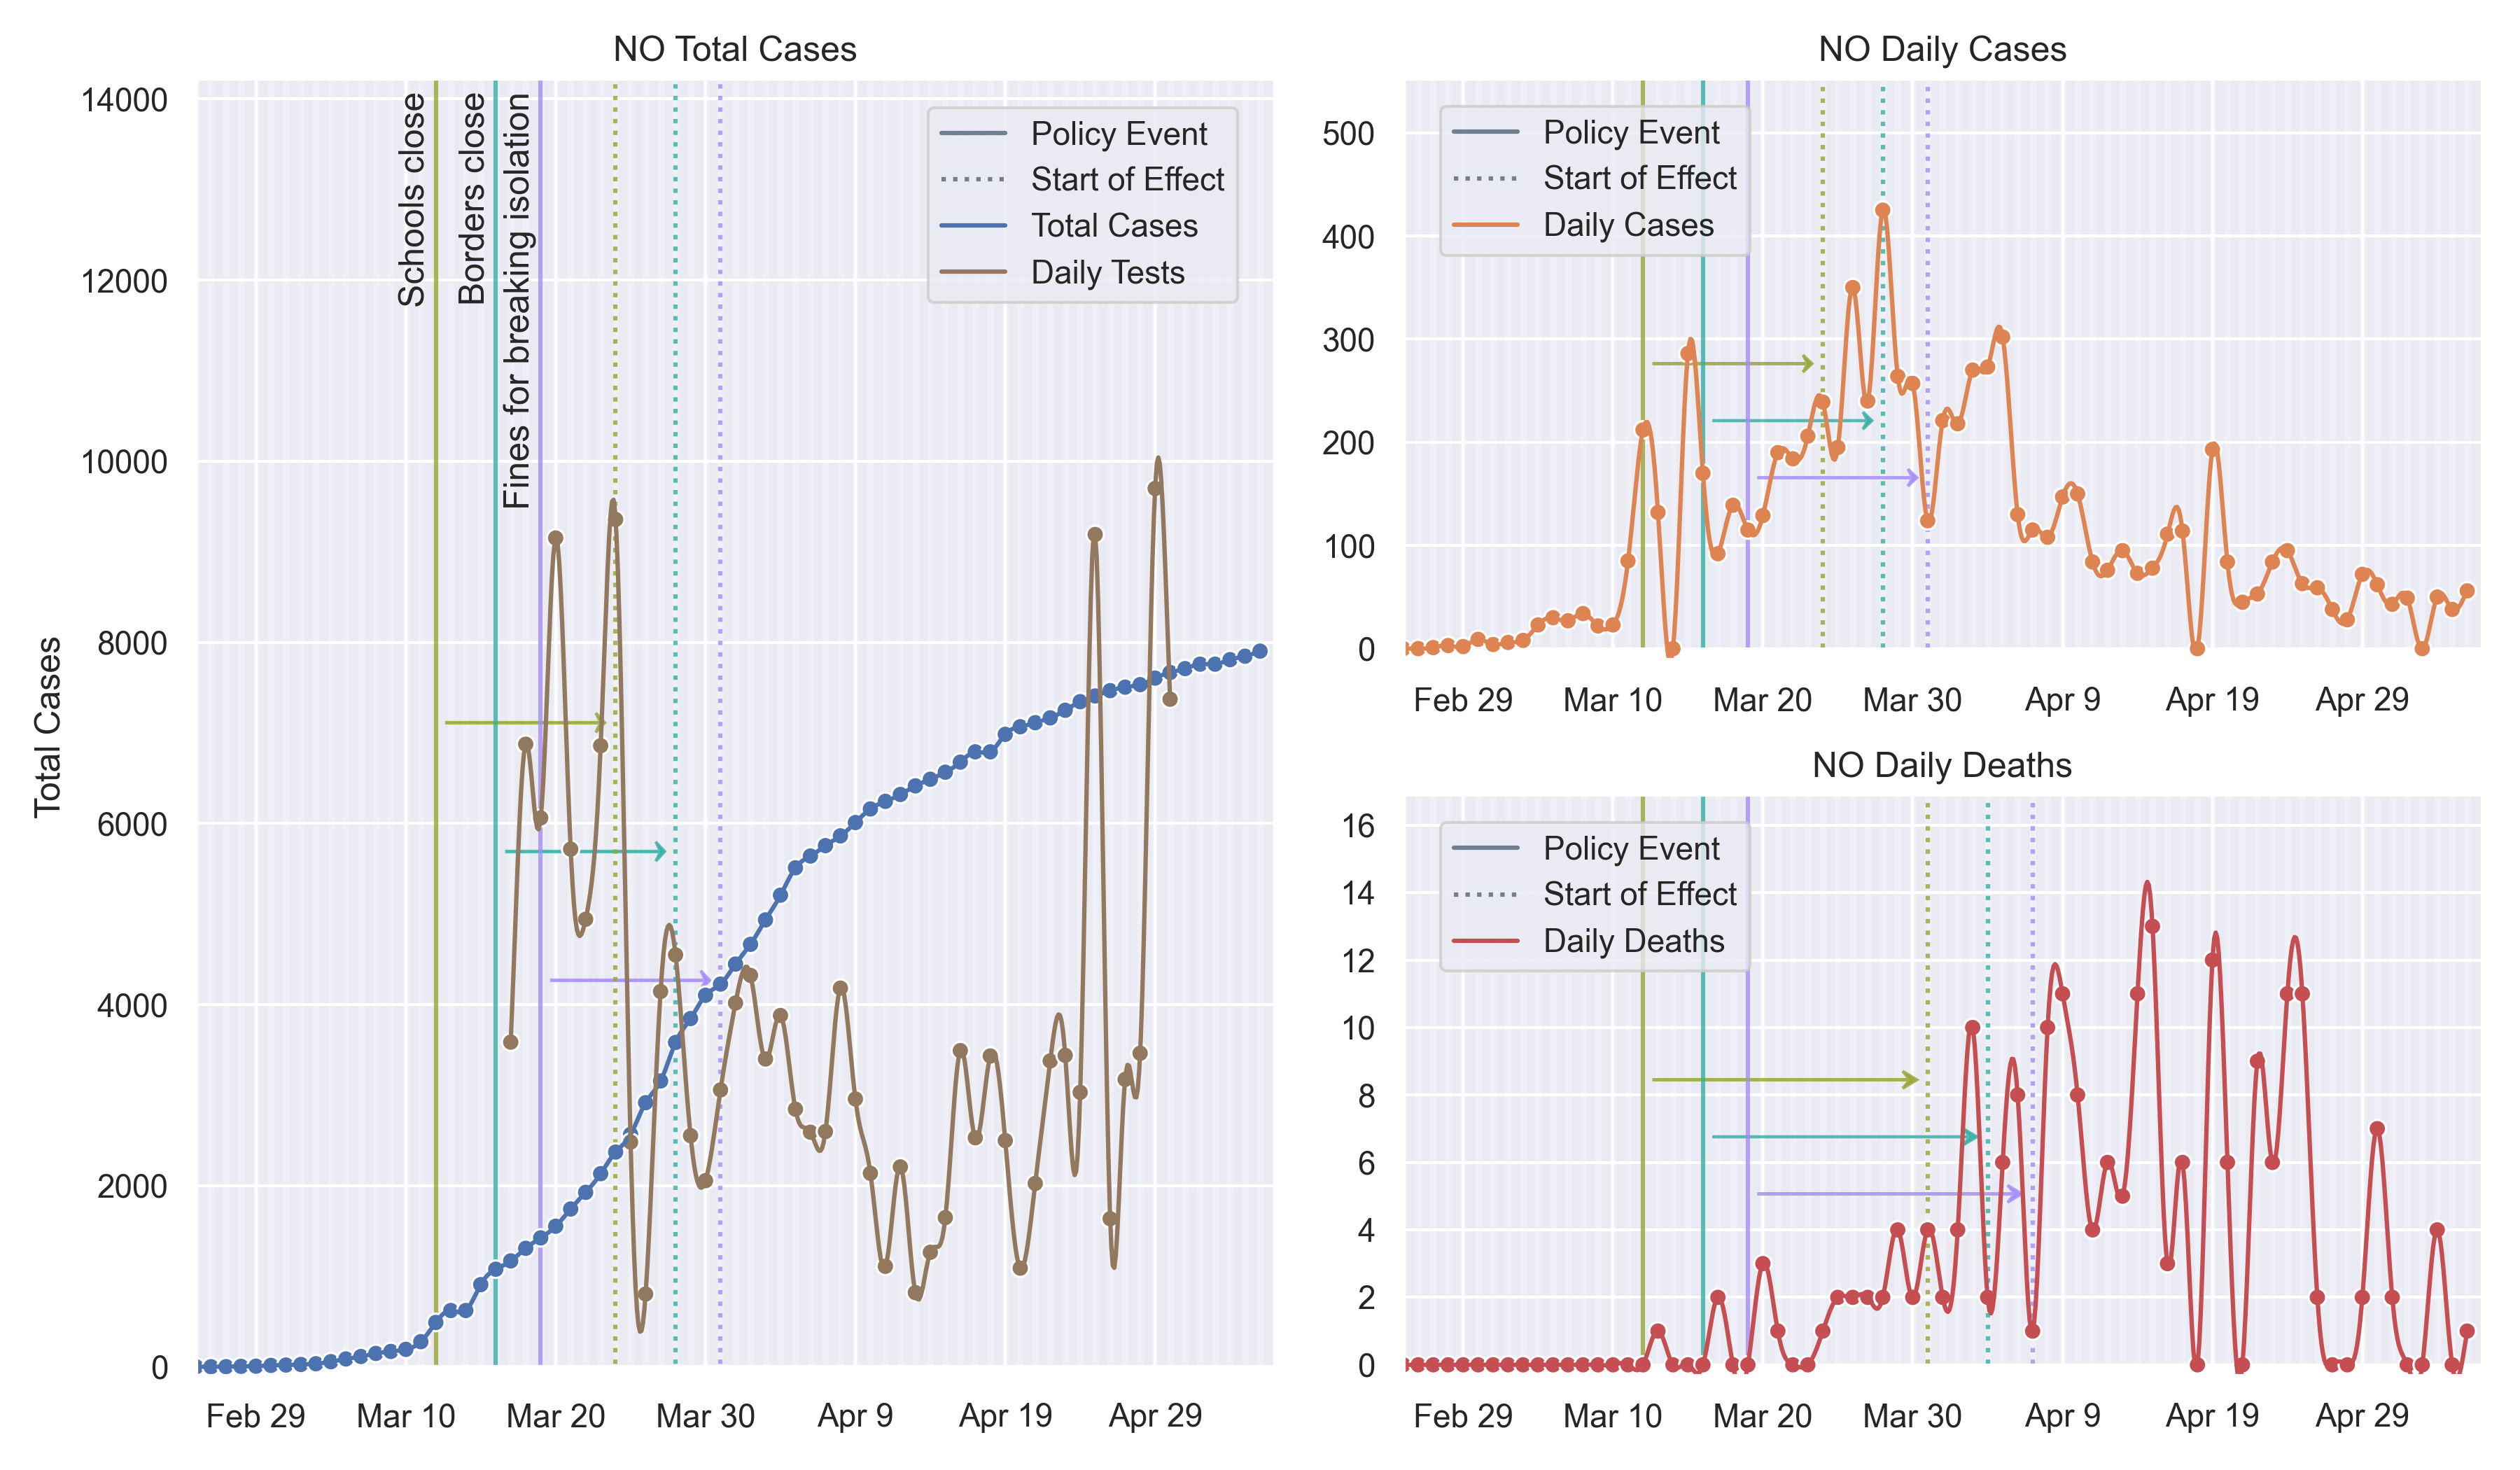 NO Total Cases
14000
12000
10000
8000
6000
4000
2000
0
Total Cases
Schools close
Borders close
Fines for breaking isolation
Policy Event
Start of Effect
Total Cases
Daily Tests
Feb 29 Mar 10 Mar 20 Mar 30 Apr 9 Apr 19 Apr 29
NO Daily Cases
500
400
300
200
100
0
Policy Event
Start of Effect
Daily Cases
Feb 29 Mar 10 Mar 20 Mar 30 Apr 9 Apr 19 Apr 29
NO Daily Deaths
16
14
12
10
8
6
4
2
0
Policy Event
Start of Effect
Daily Deaths
Feb 29 Mar 10 Mar 20 Mar 30 Apr 9 Apr 19 Apr 29